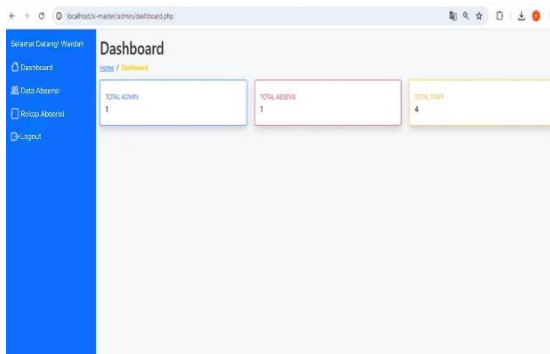 localhost/si-master/admin/dashboard.php
Selamat Datang! Wardah
Dashboard
Data Absensi
Rekap Absensi
Logout
Dashboard
Home / Dashboard
TOTAL ADMIN
1
TOTAL ABSENSI
1
TOTAL STAFF
4